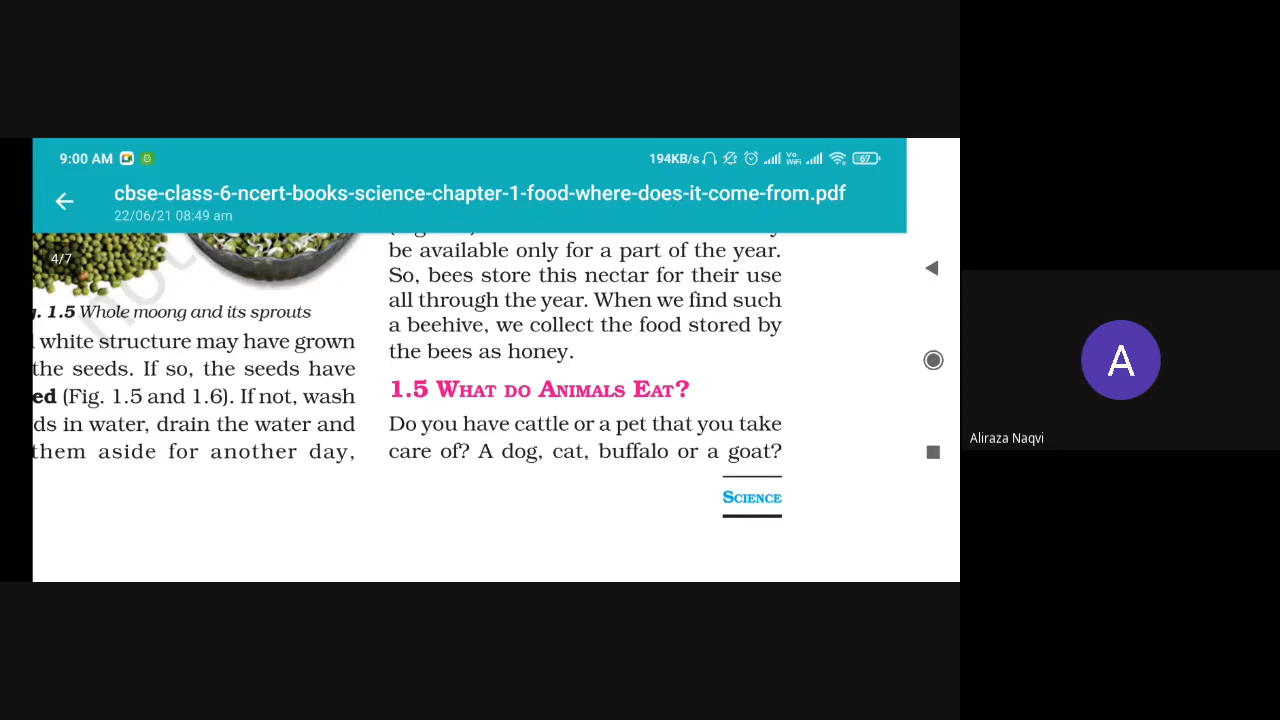 9:00 AM
194KB/s
Vo
WiFi
67
cbse-class-6-ncert-books-science-chapter-1-food-where-does-it-come-from.pdf
22/06/21 08:49 am
4/7
not
1.5 Whole moong and its sprouts
white structure may have grown
the seeds. If so, the seeds have
ed (Fig. 1.5 and 1.6). If not, wash
ds in water, drain the water and
them aside for another day,
be available only for a part of the year.
So, bees store this nectar for their use
all through the year. When we find such
a beehive, we collect the food stored by
the bees as honey.
1.5 WHAT DO ANIMALS EAT?
Do you have cattle or a pet that you take
care of? A dog, cat, buffalo or a goat?
SCIENCE
A
Aliraza Naqvi